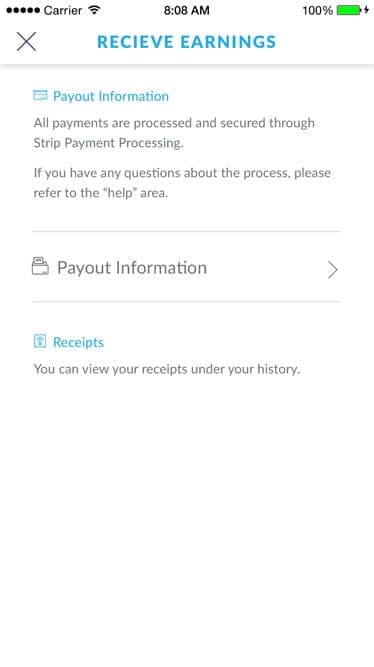 Carrier 8:08 AM 100%
RECIEVE EARNINGS
Payout Information
All payments are processed and secured through
Strip Payment Processing.
If you have any questions about the process, please
refer to the “help” area.
Payout Information
Receipts
You can view your receipts under your history.